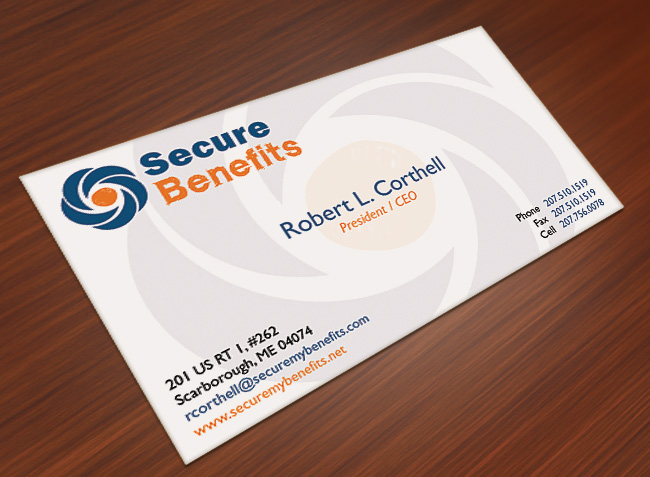 Secure
Benefits
Robert L. Corthell
President / CEO
Phone 207.510.1519
Fax 207.510.1519
Cell 207.756.0078
201 US RT 1, #262
Scarborough, ME 04074
rcorthell@securemybenefits.com
www.securemybenefits.net